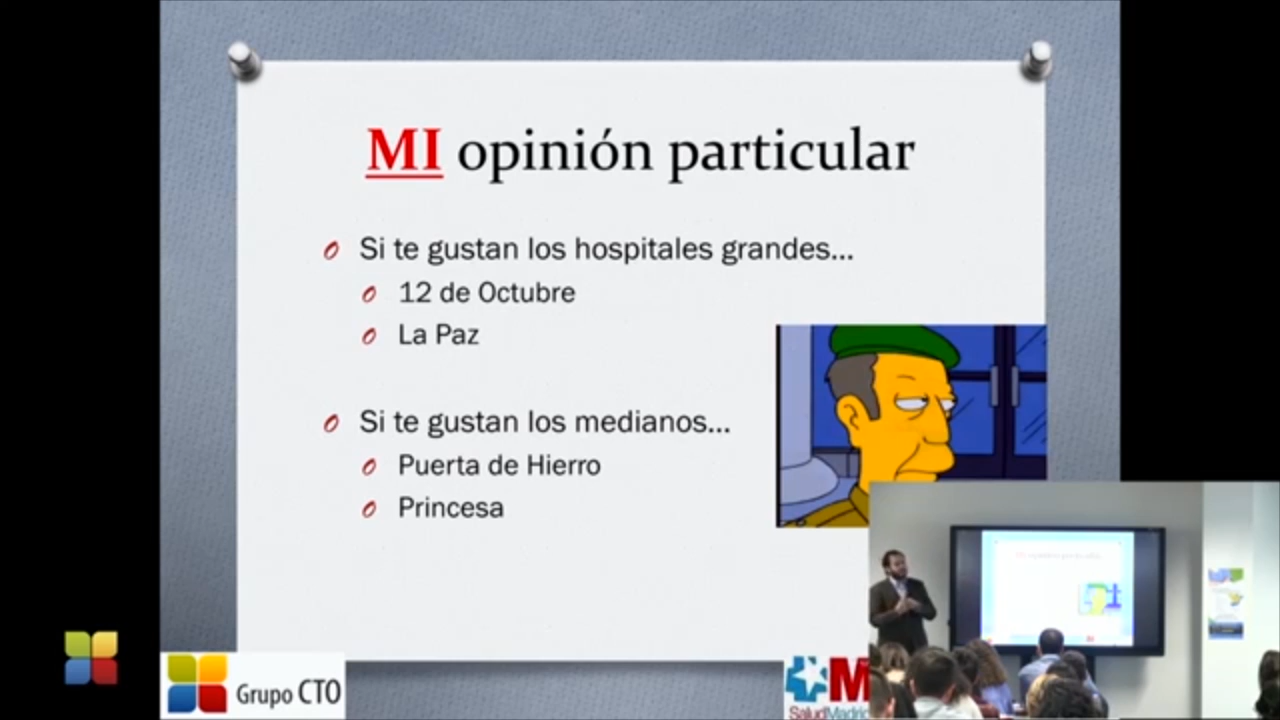 MI opinión particular
Si te gustan los hospitales grandes...
12 de Octubre
La Paz
Si te gustan los medianos...
Puerta de Hierro
Princesa
Grupo CTO
M
SaludMadrid